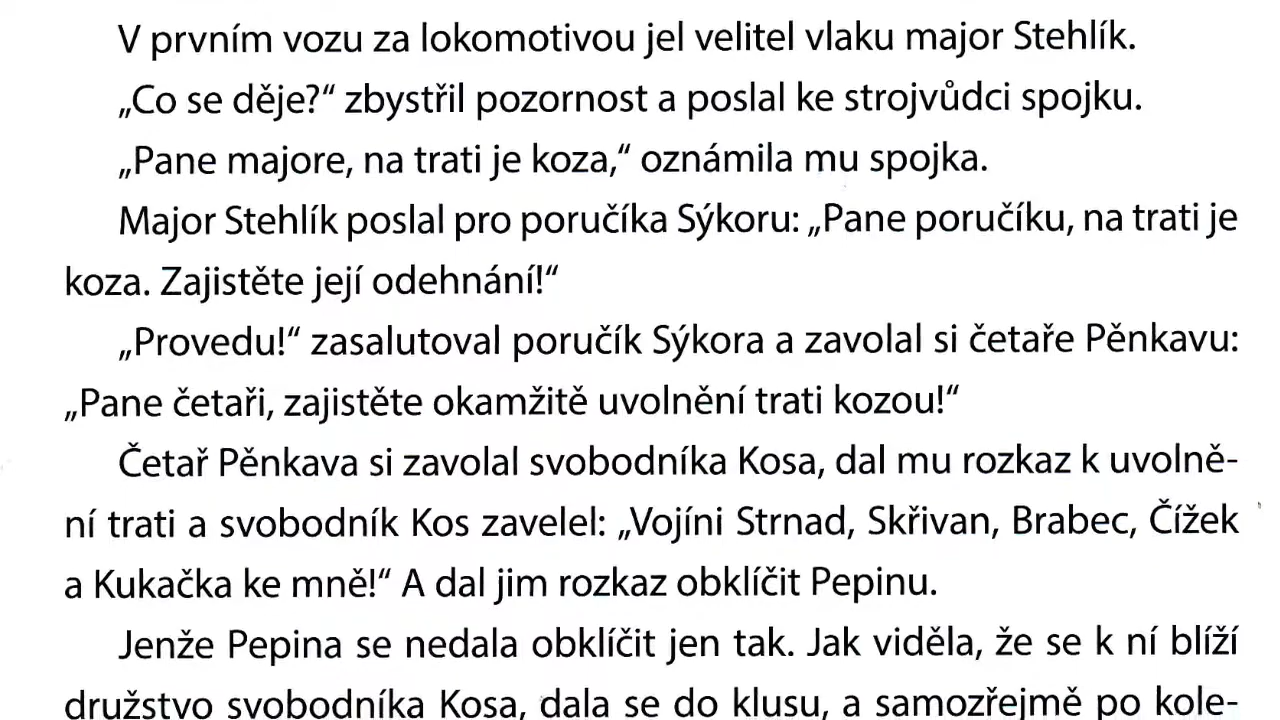 V prvním vozu za lokomotivou jel velitel vlaku major Stehlík.
„Co se děje?“ zbystřil pozornost a poslal ke strojvůdci spojku.
„Pane majore, na trati je koza,“ oznámila mu spojka.
Major Stehlík poslal pro poručíka Sýkoru: „Pane poručíku, na trati je
koza. Zajistěte její odehnání!“
„Provedu!“ zasalutoval poručík Sýkora a zavolal si četaře Pěnkavu:
„Pane četaři, zajistěte okamžitě uvolnění trati kozou!“
Četař Pěnkava si zavolal svobodníka Kosa, dal mu rozkaz k uvolně-
ní trati a svobodník Kos zavelel: „Vojíni Strnad, Skřivan, Brabec, Čížek
a Kukačka ke mně!“ A dal jim rozkaz obklíčit Pepinu.
Jenže Pepina se nedala obklíčit jen tak. Jak viděla, že se k ní blíží
družstvo svobodníka Kosa, dala se do klusu, a samozřejmě po kole-